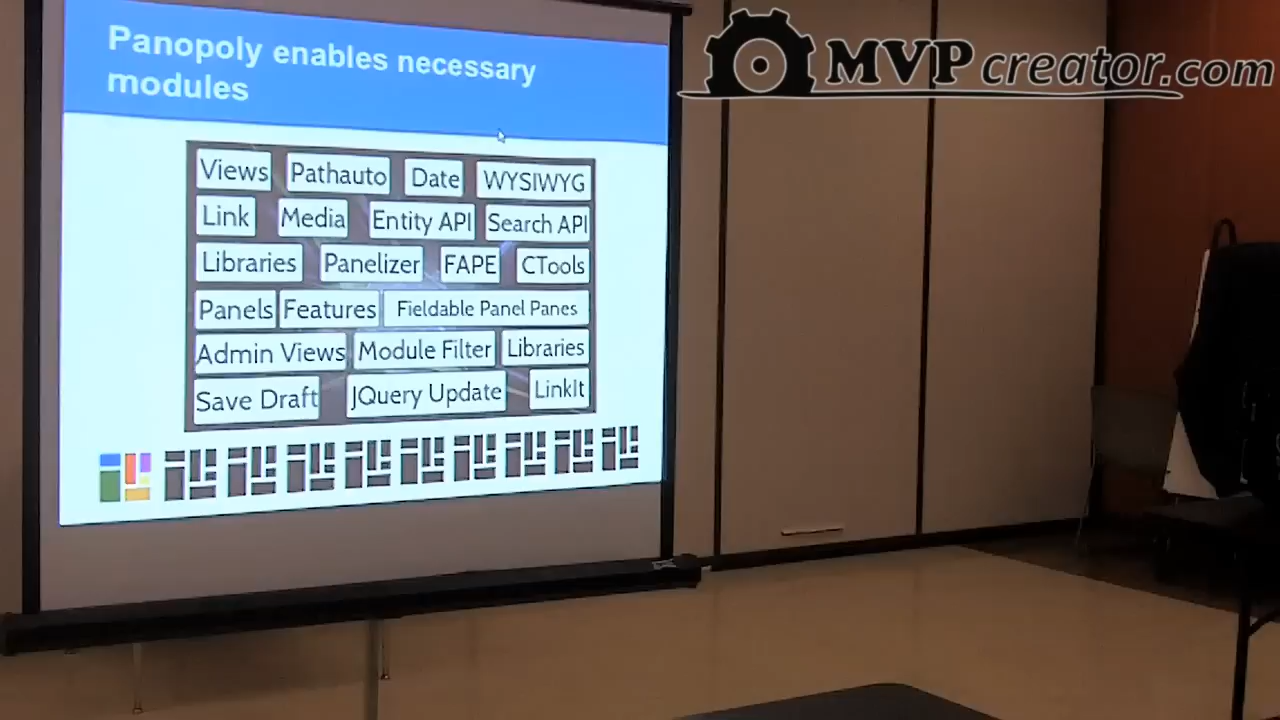 Panopoly enables necessary
modules
MVPcreator.com
Views Pathauto Date WYSIWYG
Link Media Entity API Search API
Libraries Panelizer FAPE CTools
Panels Features Fieldable Panel Panes
Admin Views Module Filter Libraries
Save Draft JQuery Update LinkIt